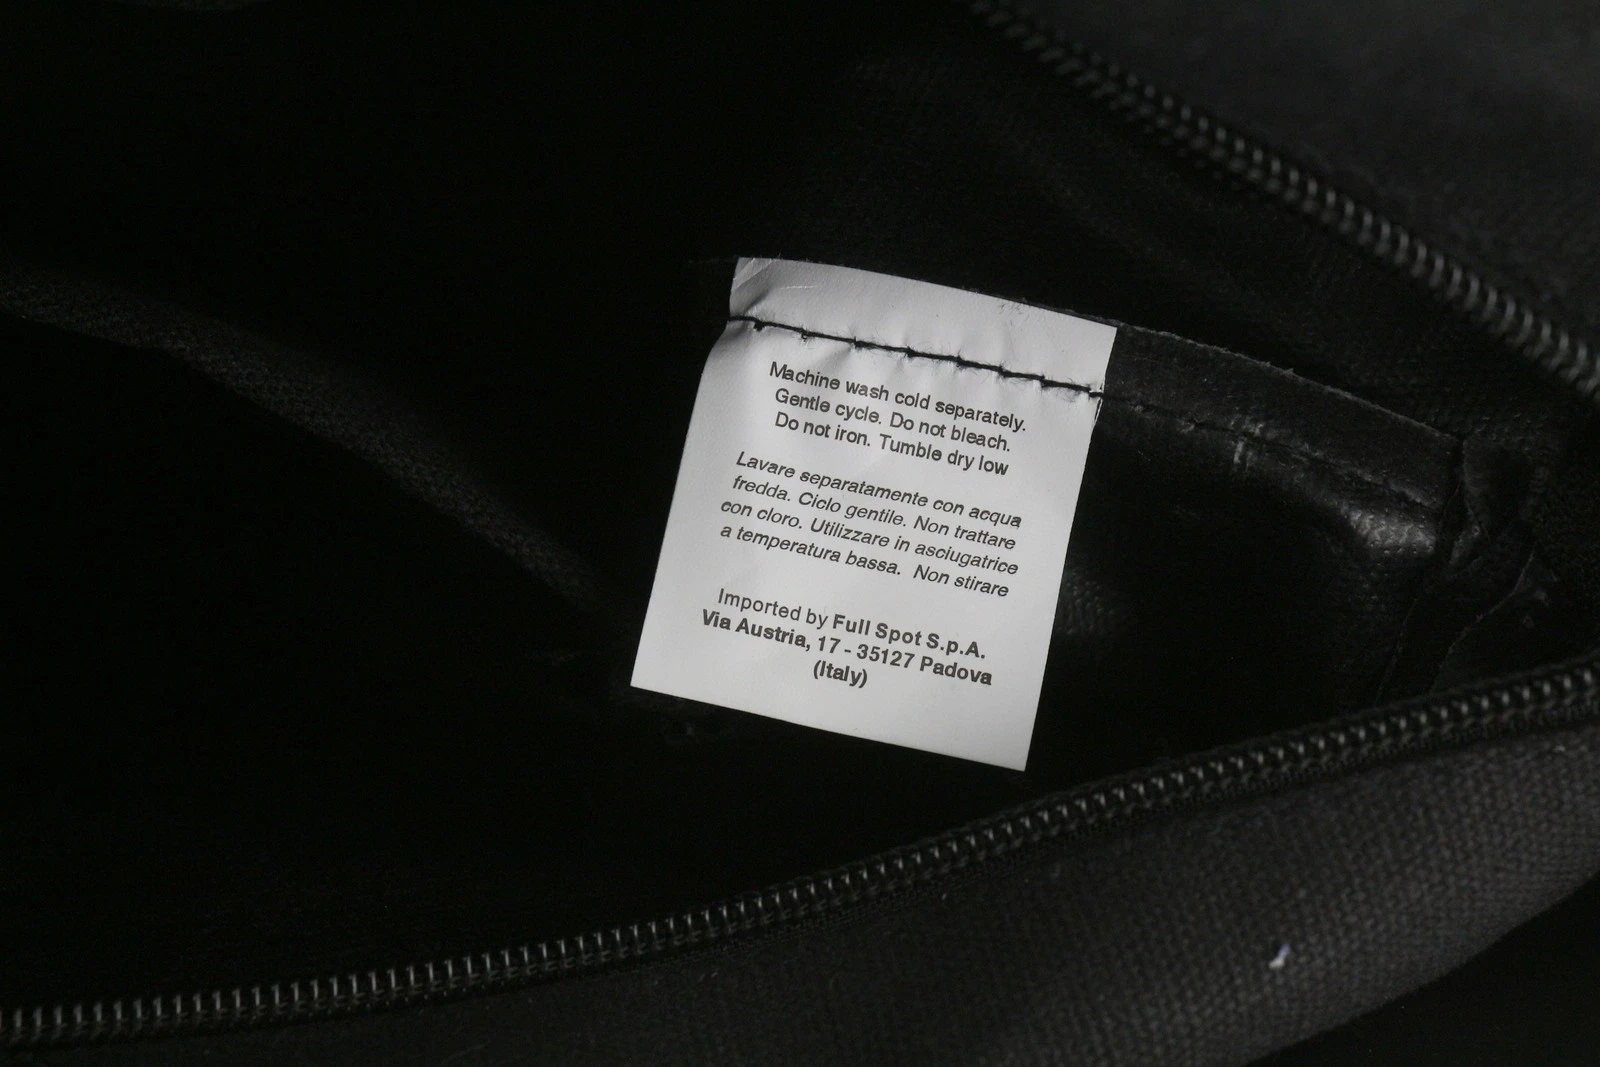 Machine wash cold separately.
Gentle cycle. Do not bleach.
Do not iron. Tumble dry low
Lavare separatamente con acqua
fredda. Ciclo gentile. Non trattare
con cloro. Utilizzare in asciugatrice
a temperatura bassa. Non stirare
Imported by Full Spot S.p.A.
Via Austria, 17 - 35127 Padova
(Italy)